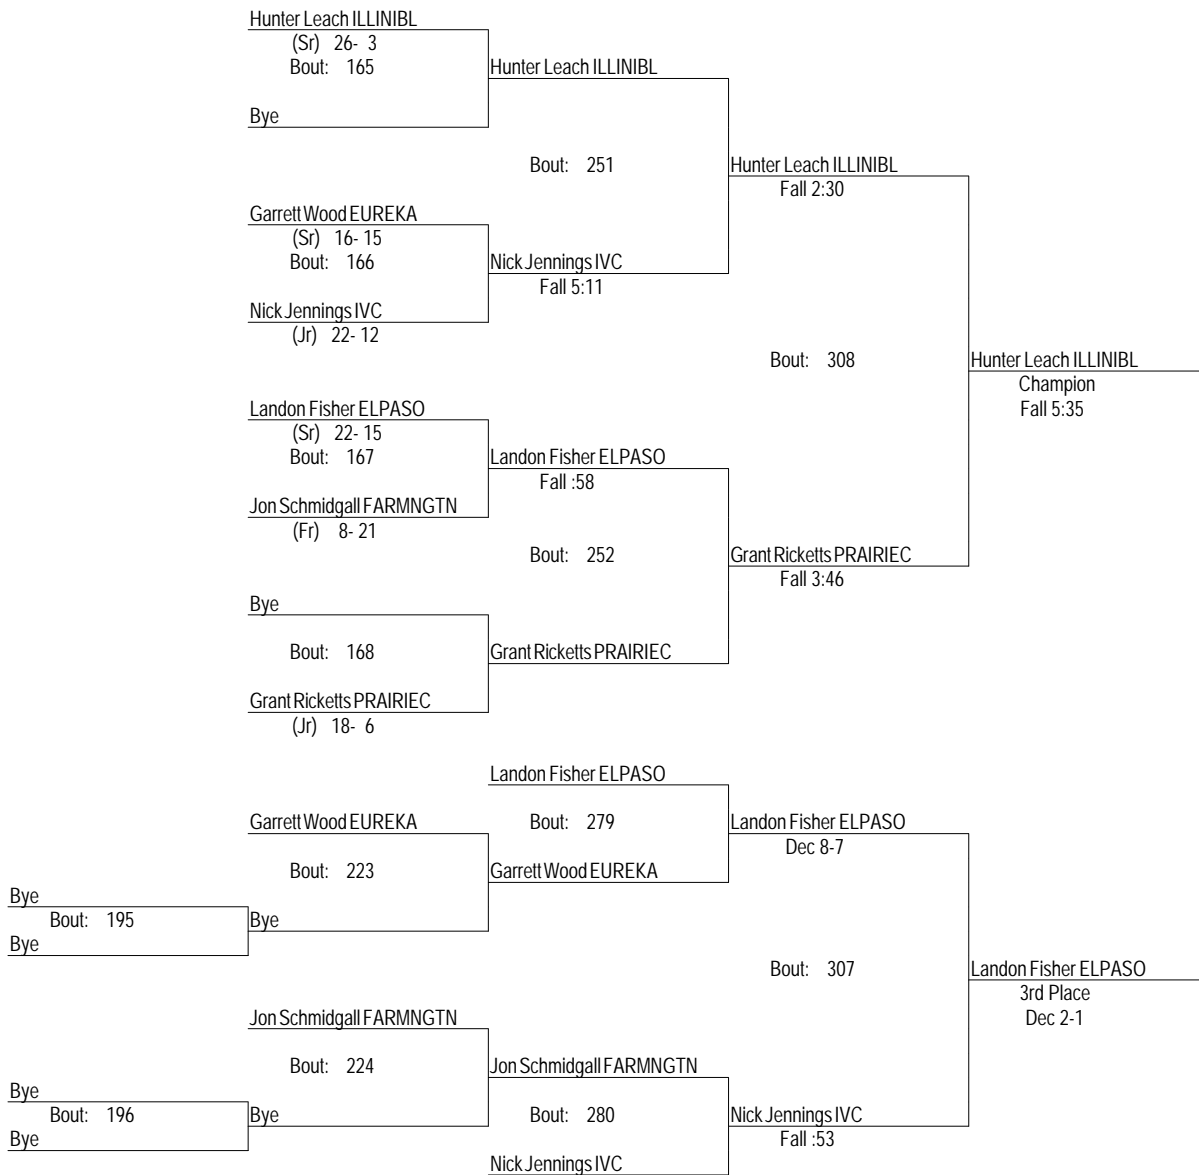 Hunter Leach ILLINIBL
(Sr) 26- 3
Bout: 165
Hunter Leach ILLINIBL
Bye
Bout: 251
Hunter Leach ILLINIBL
Fall 2:30
Garrett Wood EUREKA
(Sr) 16- 15
Bout: 166
Nick Jennings IVC
Fall 5:11
Nick Jennings IVC
(Jr) 22- 12
Bout: 308
Hunter Leach ILLINIBL
Champion
Fall 5:35
Landon Fisher ELPASO
(Sr) 22- 15
Bout: 167
Landon Fisher ELPASO
Fall :58
Jon Schmidgall FARMNGTN
(Fr) 8- 21
Bout: 252
Grant Ricketts PRAIRIEC
Fall 3:46
Bye
Bout: 168
Grant Ricketts PRAIRIEC
Grant Ricketts PRAIRIEC
(Jr) 18- 6
Landon Fisher ELPASO
Garrett Wood EUREKA
Bout: 279
Landon Fisher ELPASO
Dec 8-7
Bout: 223
Garrett Wood EUREKA
Bye
Bout: 195
Bye
Bye
Bout: 307
Landon Fisher ELPASO
3rd Place
Dec 2-1
Jon Schmidgall FARMNGTN
Bout: 224
Jon Schmidgall FARMNGTN
Bye
Bout: 196
Bye
Bye
Bout: 280
Nick Jennings IVC
Fall :53
Nick Jennings IVC